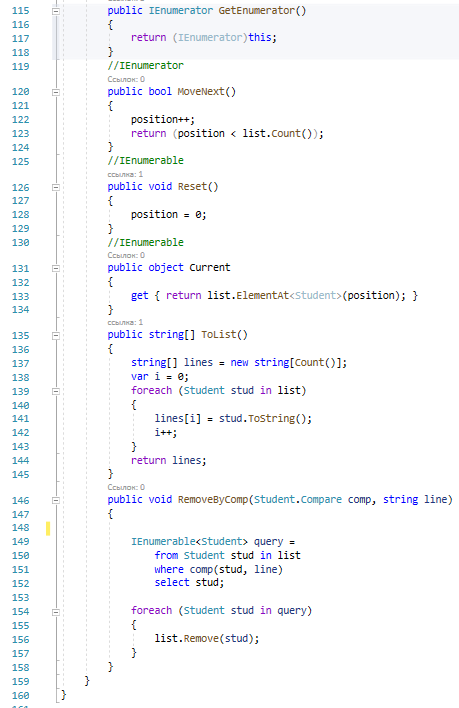 115 public IEnumerator GetEnumerator()
116 {
117 return (IEnumerator)this;
118 }
119 //IEnumerator
Ссылок: 0
120 public bool MoveNext()
121 {
122 position++;
123 return (position < list.Count());
124 }
125 //IEnumerable
ссылка: 1
126 public void Reset()
127 {
128 position = 0;
129 }
130 //IEnumerable
Ссылок: 0
131 public object Current
132 {
133 get { return list.ElementAt<Student>(position); }
134 }
ссылка: 1
135 public string[] ToList()
136 {
137 string[] lines = new string[Count()];
138 var i = 0;
139 foreach (Student stud in list)
140 {
141 lines[i] = stud.ToString();
142 i++;
143 }
144 return lines;
145 }
Ссылок: 0
146 public void RemoveByComp(Student.Compare comp, string line)
147 {
148
149 IEnumerable<Student> query =
150 from Student stud in list
151 where comp(stud, line)
152 select stud;
153
154 foreach (Student stud in query)
155 {
156 list.Remove(stud);
157 }
158 }
159 }
160 }